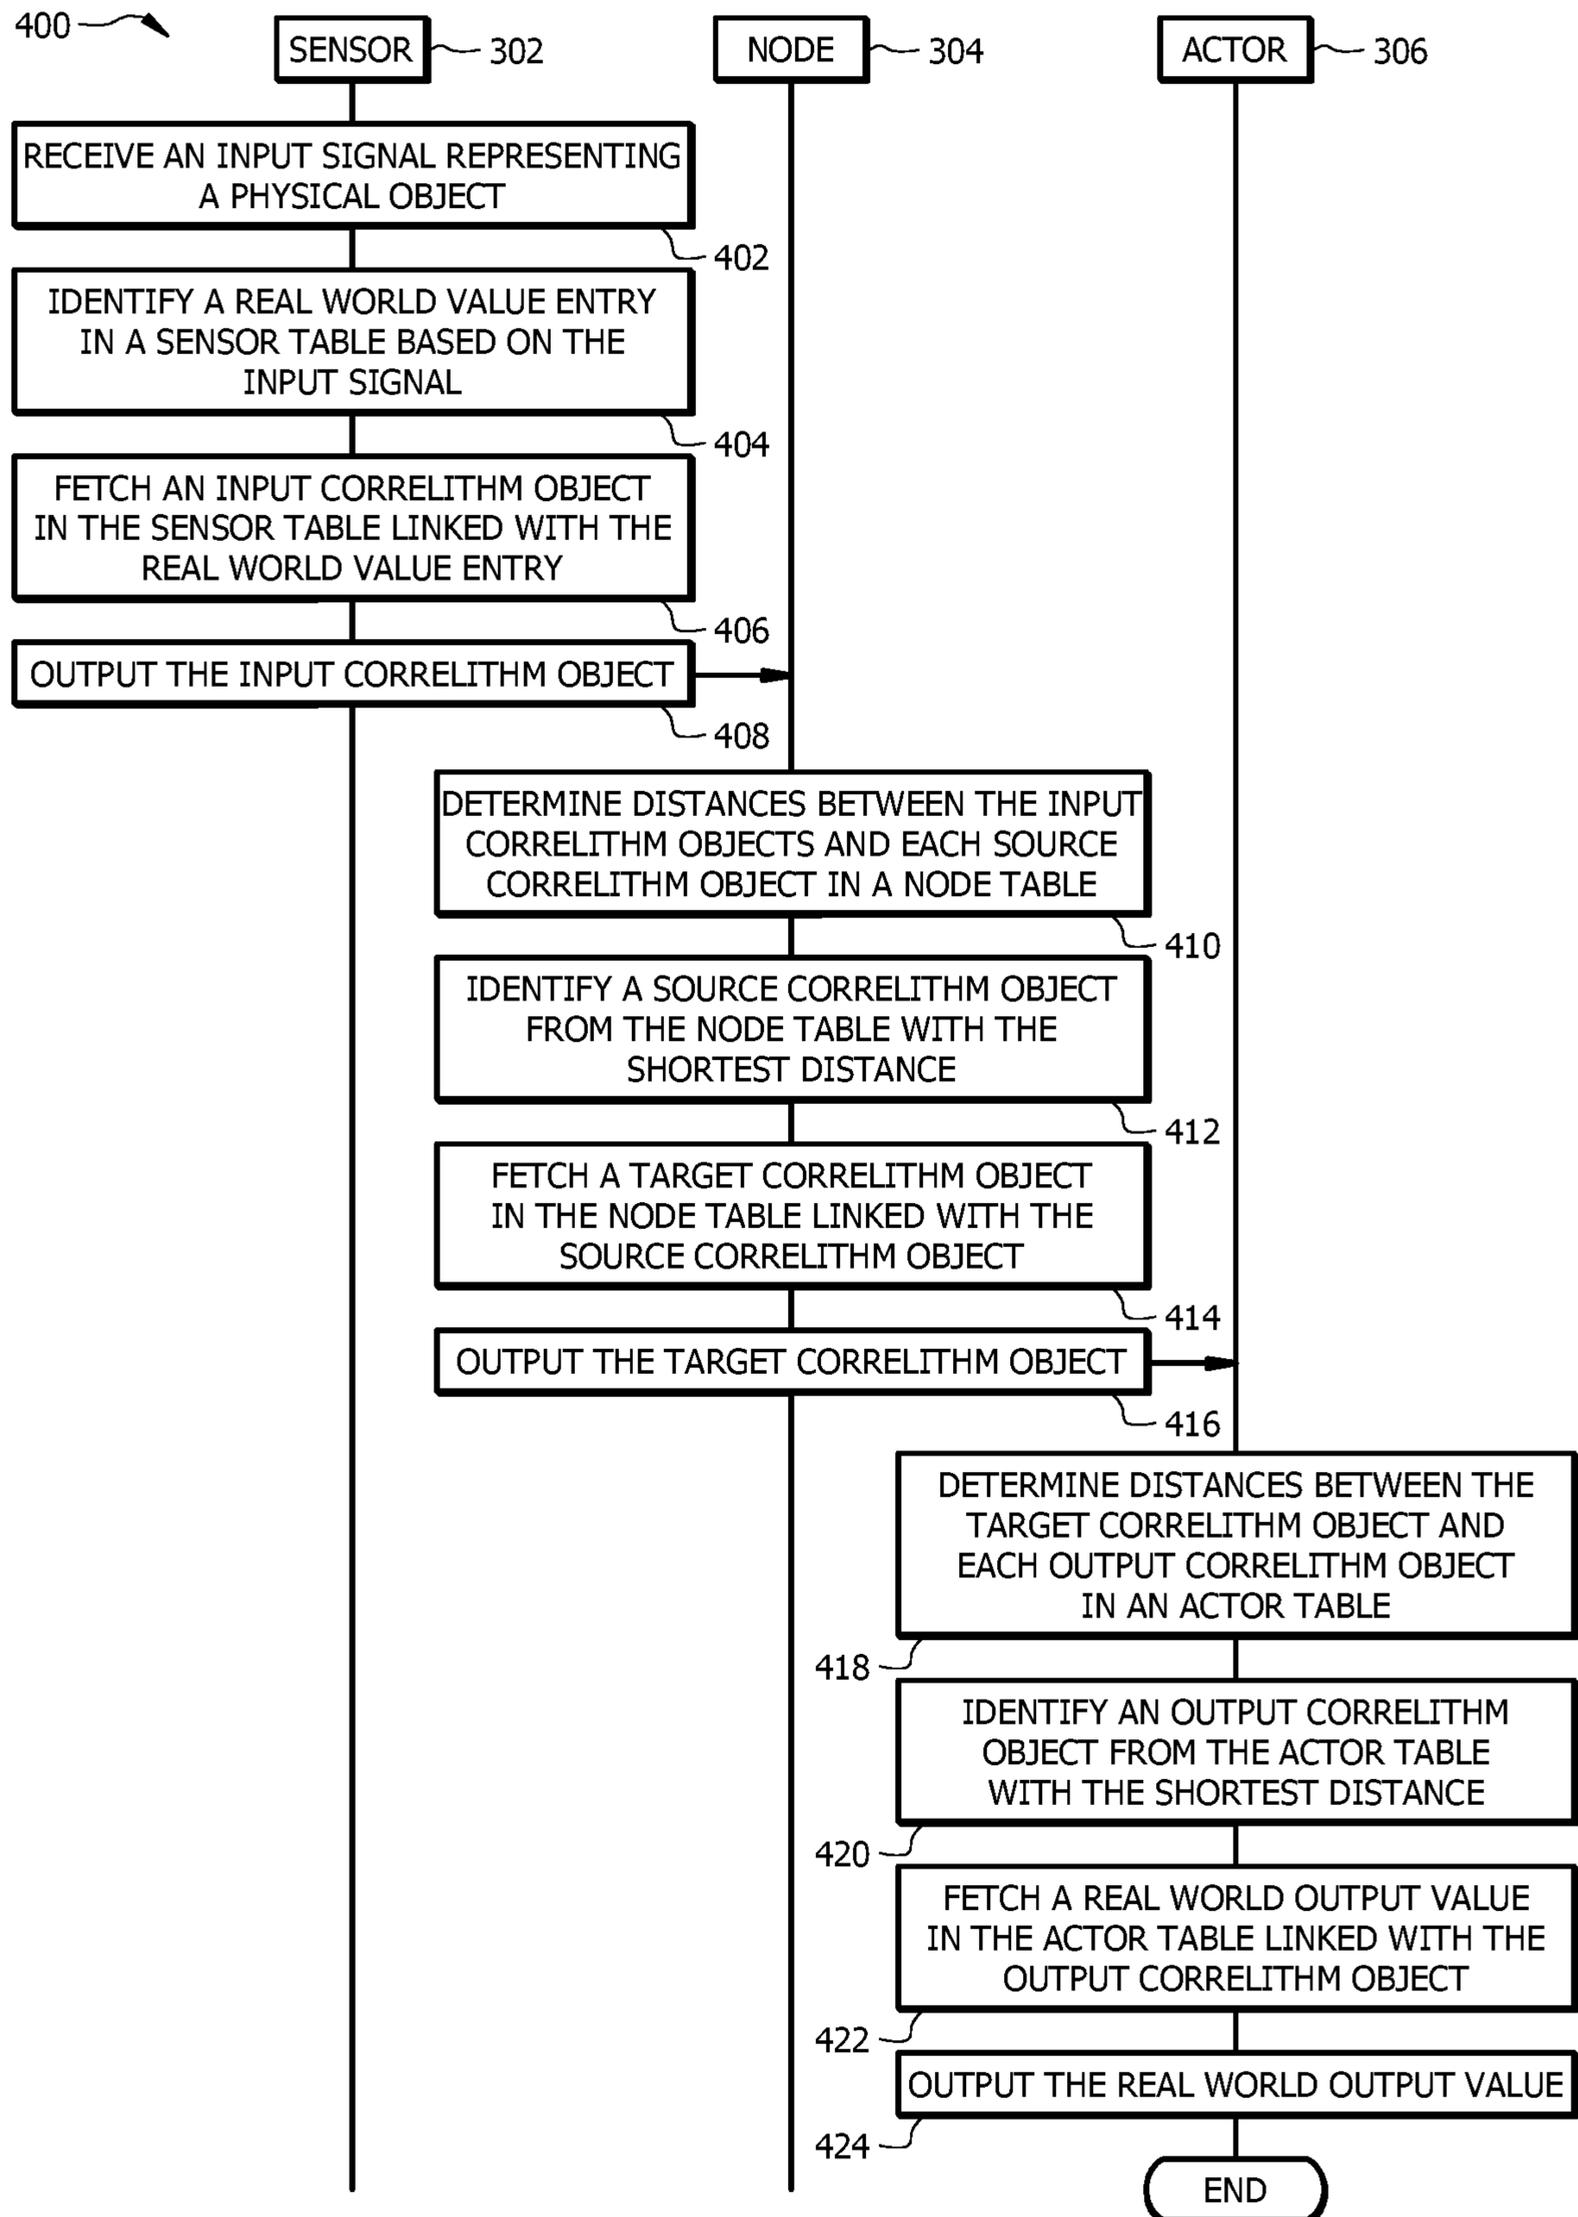 400
SENSOR
302
NODE
304
ACTOR
306
RECEIVE AN INPUT SIGNAL REPRESENTING
A PHYSICAL OBJECT
402
IDENTIFY A REAL WORLD VALUE ENTRY
IN A SENSOR TABLE BASED ON THE
INPUT SIGNAL
404
FETCH AN INPUT CORRELITHM OBJECT
IN THE SENSOR TABLE LINKED WITH THE
REAL WORLD VALUE ENTRY
406
OUTPUT THE INPUT CORRELITHM OBJECT
408
DETERMINE DISTANCES BETWEEN THE INPUT
CORRELITHM OBJECTS AND EACH SOURCE
CORRELITHM OBJECT IN A NODE TABLE
410
IDENTIFY A SOURCE CORRELITHM OBJECT
FROM THE NODE TABLE WITH THE
SHORTEST DISTANCE
412
FETCH A TARGET CORRELITHM OBJECT
IN THE NODE TABLE LINKED WITH THE
SOURCE CORRELITHM OBJECT
414
OUTPUT THE TARGET CORRELITHM OBJECT
416
DETERMINE DISTANCES BETWEEN THE
TARGET CORRELITHM OBJECT AND
EACH OUTPUT CORRELITHM OBJECT
IN AN ACTOR TABLE
418
IDENTIFY AN OUTPUT CORRELITHM
OBJECT FROM THE ACTOR TABLE
WITH THE SHORTEST DISTANCE
420
FETCH A REAL WORLD OUTPUT VALUE
IN THE ACTOR TABLE LINKED WITH THE
OUTPUT CORRELITHM OBJECT
422
OUTPUT THE REAL WORLD OUTPUT VALUE
424
END